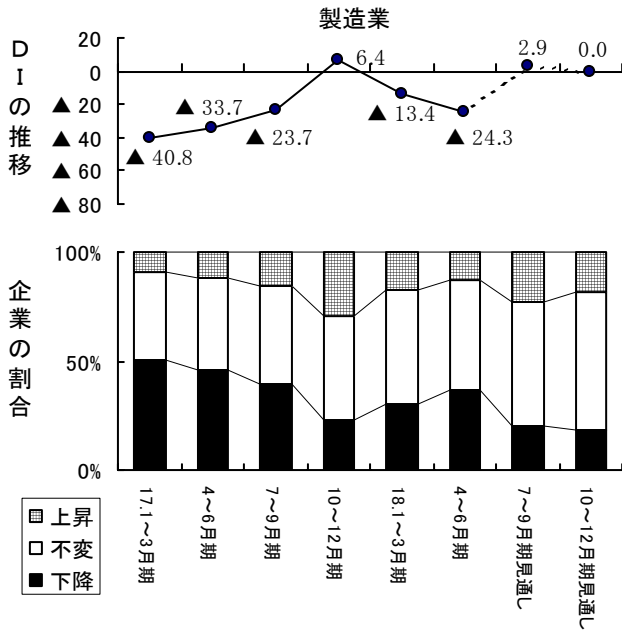 製造業
DIの推移
20
0
▲ 20
▲ 40
▲ 60
▲ 80
▲ 40.8
▲ 33.7
▲ 23.7
6.4
▲ 13.4
▲ 24.3
2.9
0.0
企業の割合
100%
50%
0%
17.1～3月期
4～6月期
7～9月期
10～12月期
18.1～3月期
4～6月期
7～9月期見通し
10～12月期見通し
上昇
不変
下降